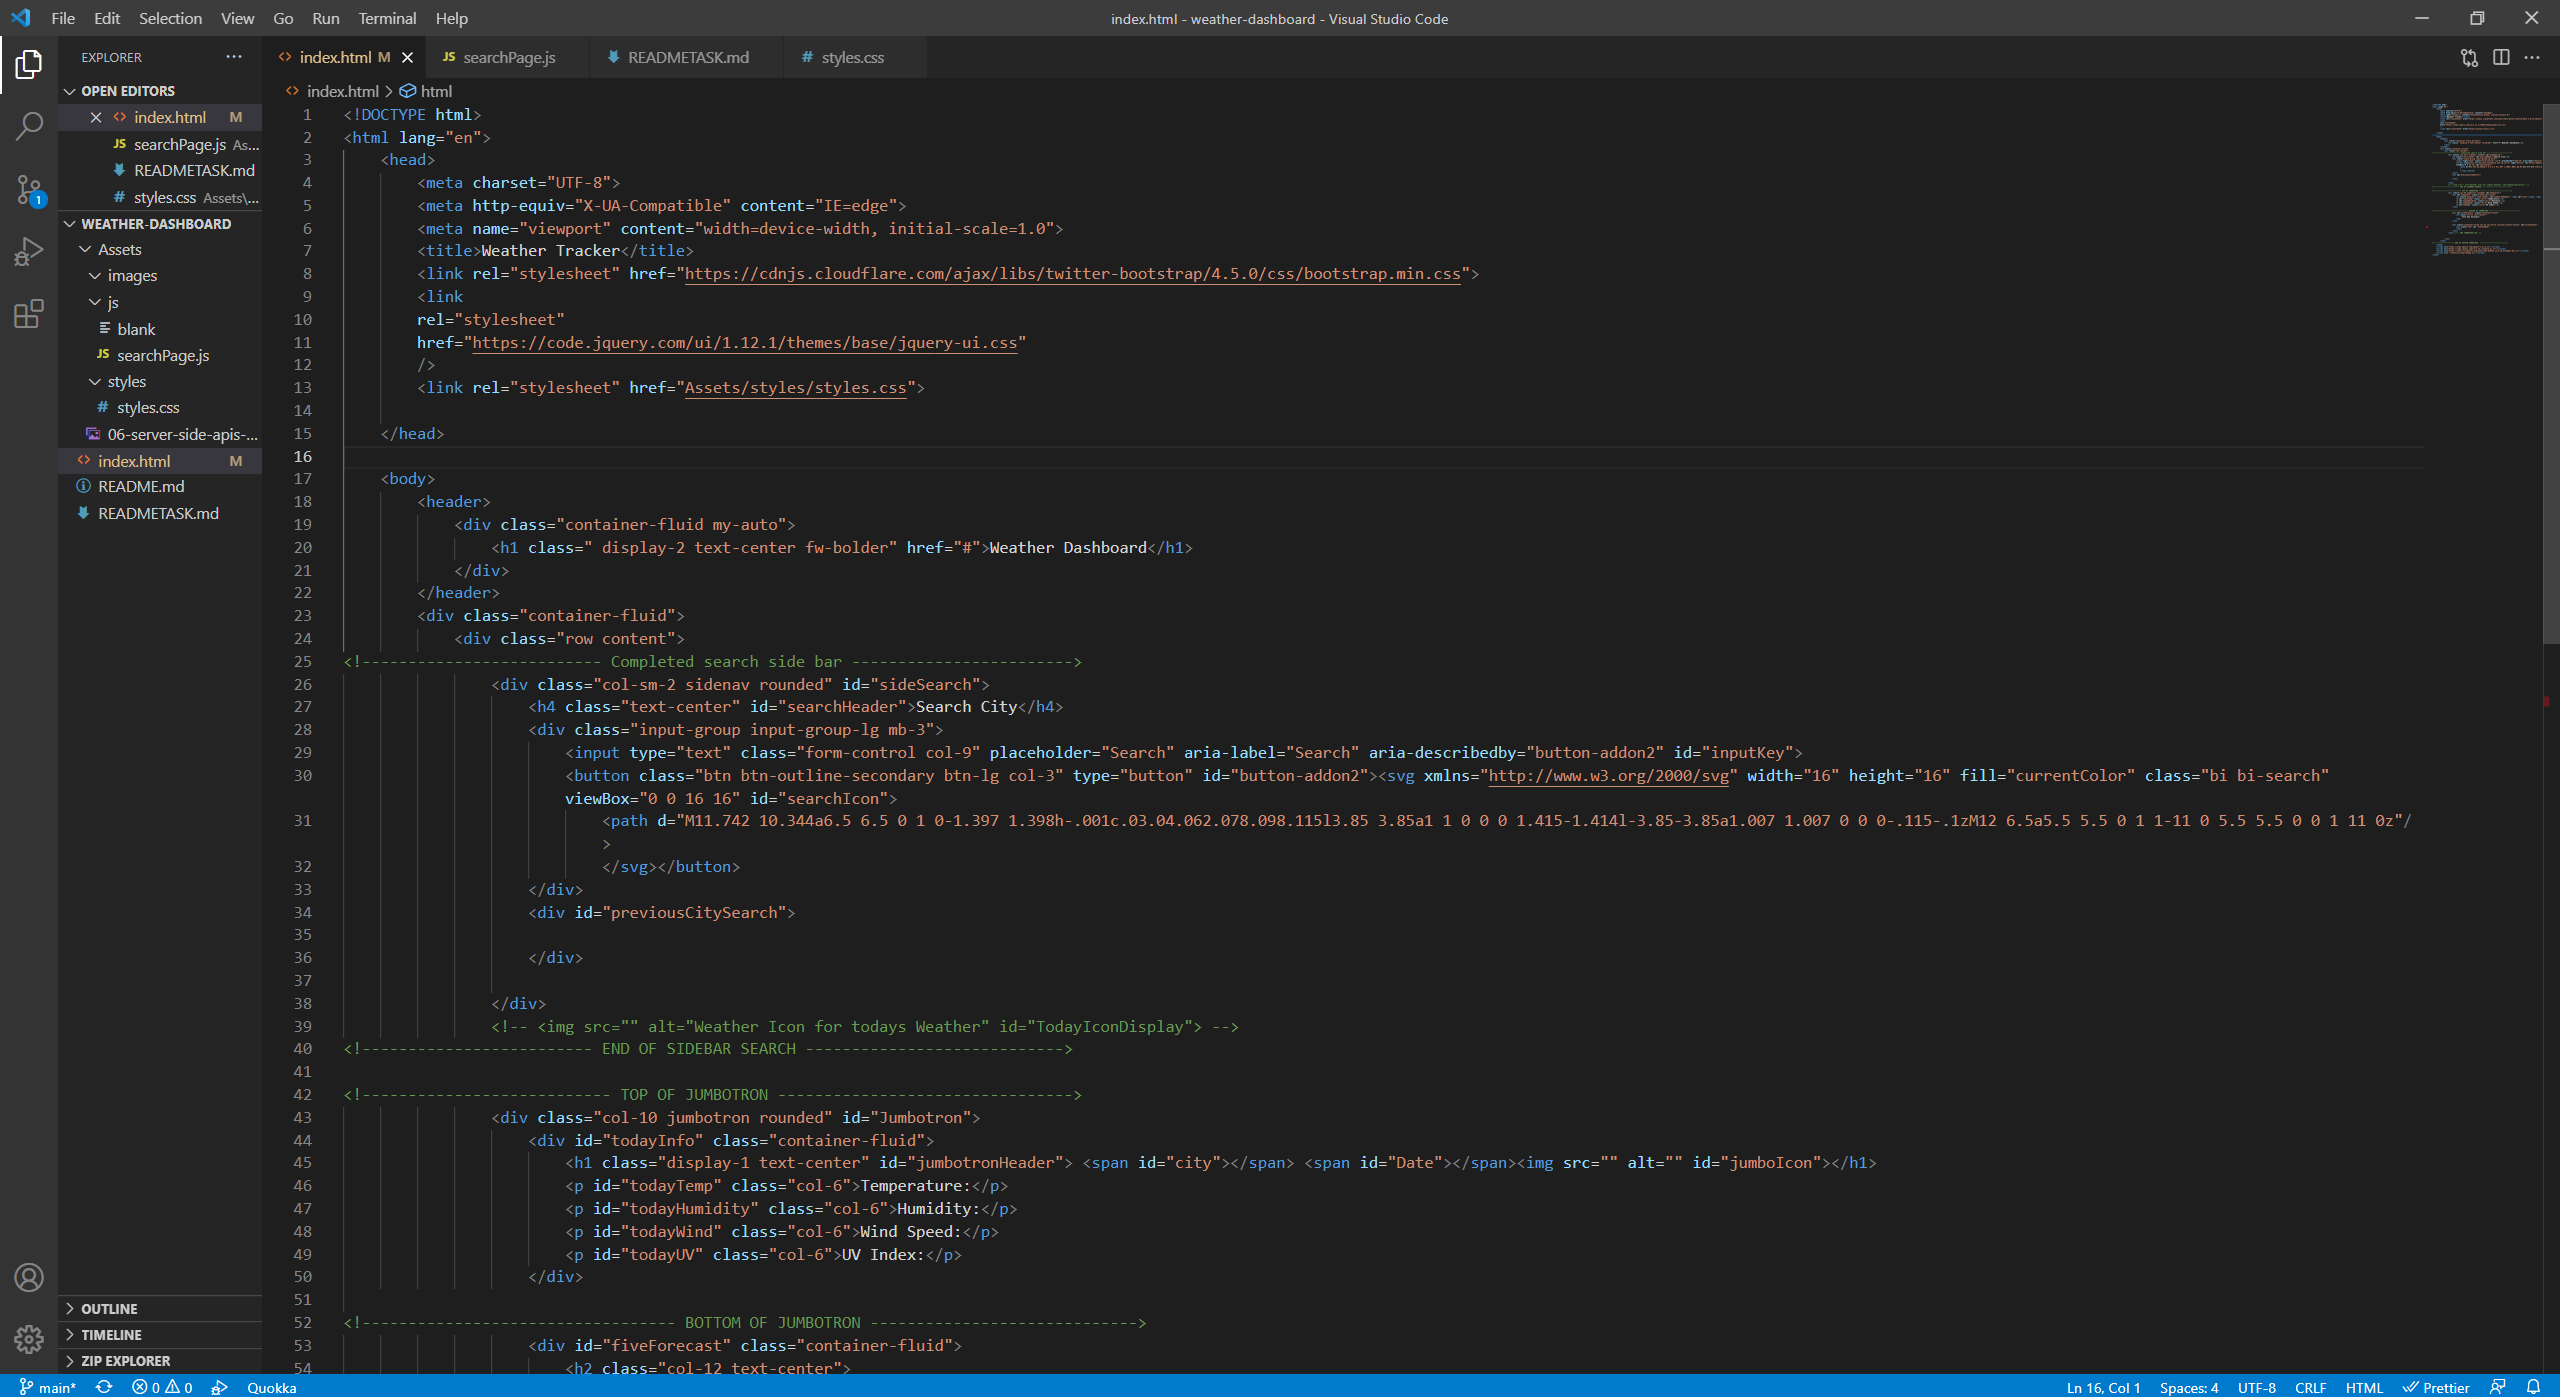 File Edit Selection View Go Run Terminal Help
index.html - weather-dashboard - Visual Studio Code
EXPLORER
OPEN EDITORS
index.html M
searchPage.js As...
READMETASK.md
styles.css Assets\...
WEATHER-DASHBOARD
Assets
images
js
blank
JS searchPage.js
styles
# styles.css
06-server-side-apis-...
index.html M
README.md
READMETASK.md
OUTLINE
TIMELINE
ZIP EXPLORER
index.html M JS searchPage.js READMETASK.md # styles.css
index.html > html
1 <!DOCTYPE html>
2 <html lang="en">
3 <head>
4 <meta charset="UTF-8">
5 <meta http-equiv="X-UA-Compatible" content="IE=edge">
6 <meta name="viewport" content="width=device-width, initial-scale=1.0">
7 <title>Weather Tracker</title>
8 <link rel="stylesheet" href="https://cdnjs.cloudflare.com/ajax/libs/twitter-bootstrap/4.5.0/css/bootstrap.min.css">
9 <link
10 rel="stylesheet"
11 href="https://code.jquery.com/ui/1.12.1/themes/base/jquery-ui.css"
12 />
13 <link rel="stylesheet" href="Assets/styles/styles.css">
14
15 </head>
16
17 <body>
18 <header>
19 <div class="container-fluid my-auto">
20 <h1 class=" display-2 text-center fw-bolder" href="#">Weather Dashboard</h1>
21 </div>
22 </header>
23 <div class="container-fluid">
24 <div class="row content">
25 <!-------------------------- Completed search side bar ------------------------>
26 <div class="col-sm-2 sidenav rounded" id="sideSearch">
27 <h4 class="text-center" id="searchHeader">Search City</h4>
28 <div class="input-group input-group-lg mb-3">
29 <input type="text" class="form-control col-9" placeholder="Search" aria-label="Search" aria-describedby="button-addon2" id="inputKey">
30 <button class="btn btn-outline-secondary btn-lg col-3" type="button" id="button-addon2"><svg xmlns="http://www.w3.org/2000/svg" width="16" height="16" fill="currentColor" class="bi bi-search"
viewBox="0 0 16 16" id="searchIcon">
31 <path d="M11.742 10.344a6.5 6.5 0 1 0-1.397 1.398h-.001c.03.04.062.078.098.115l3.85 3.85a1 1 0 0 0 1.415-1.414l-3.85-3.85a1.007 1.007 0 0 0-.115-.1zM12 6.5a5.5 5.5 0 1 1-11 0 5.5 5.5 0 0 1 11 0z"/
>
32 </svg></button>
33 </div>
34 <div id="previousCitySearch">
35
36 </div>
37
38 </div>
39 <!-- <img src="" alt="Weather Icon for todays Weather" id="TodayIconDisplay"> -->
40 <!------------------------- END OF SIDEBAR SEARCH ---------------------------->
41
42 <!--------------------------- TOP OF JUMBOTRON -------------------------------->
43 <div class="col-10 jumbotron rounded" id="Jumbotron">
44 <div id="todayInfo" class="container-fluid">
45 <h1 class="display-1 text-center" id="jumbotronHeader"> <span id="city"></span> <span id="Date"></span><img src="" alt="" id="jumboIcon"></h1>
46 <p id="todayTemp" class="col-6">Temperature:</p>
47 <p id="todayHumidity" class="col-6">Humidity:</p>
48 <p id="todayWind" class="col-6">Wind Speed:</p>
49 <p id="todayUV" class="col-6">UV Index:</p>
50 </div>
51
52 <!---------------------------------- BOTTOM OF JUMBOTRON ----------------------------->
53 <div id="fiveForecast" class="container-fluid">
54 <h2 class="col-12 text-center">
main* 0 0 Quokka
Ln 16, Col 1 Spaces: 4 UTF-8 CRLF HTML Prettier